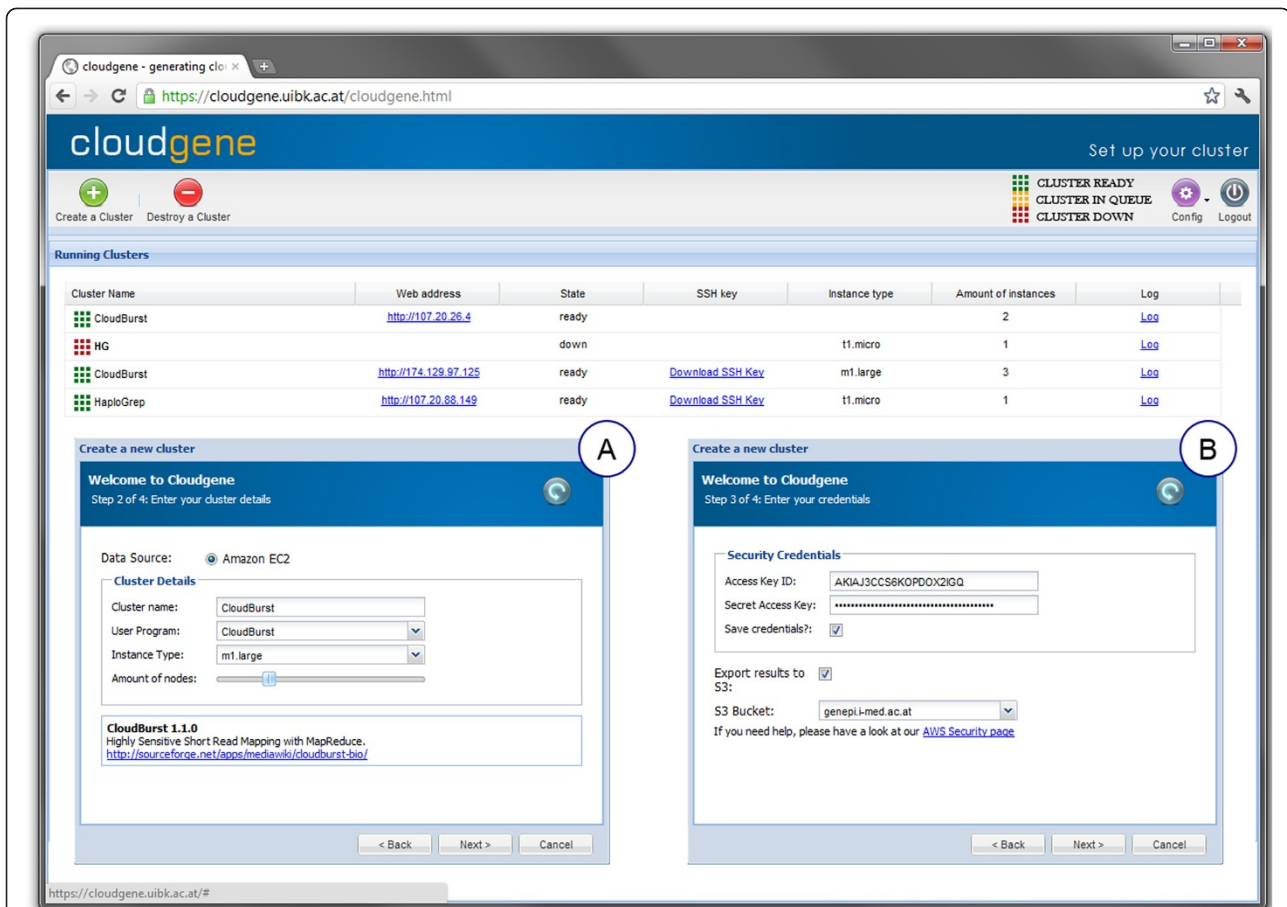 cloudgene - generating clo
https://cloudgene.uibk.ac.at/cloudgene.html
cloudgene
Set up your cluster
Create a Cluster Destroy a Cluster
CLUSTER READY
CLUSTER IN QUEUE
CLUSTER DOWN
Config Logout
Running Clusters
Cluster Name Web address State SSH key Instance type Amount of instances Log
CloudBurst http://107.20.26.4 ready 2 Log
HG down t1.micro 1 Log
CloudBurst http://174.129.97.125 ready Download SSH Key m1.large 3 Log
HaploGrep http://107.20.88.149 ready Download SSH Key t1.micro 1 Log
Create a new cluster
A
Welcome to Cloudgene
Step 2 of 4: Enter your cluster details
Data Source: Amazon EC2
Cluster Details
Cluster name: CloudBurst
User Program: CloudBurst
Instance Type: m1.large
Amount of nodes:
CloudBurst 1.1.0
Highly Sensitive Short Read Mapping with MapReduce.
http://sourceforge.net/apps/mediawiki/cloudburst-bio/
< Back Next > Cancel
Create a new cluster
B
Welcome to Cloudgene
Step 3 of 4: Enter your credentials
Security Credentials
Access Key ID: AKIAJ3CCS6KOPDOX2IGQ
Secret Access Key: ••••••••••••••••••••••••••••••••••••••••
Save credentials?:
Export results to
S3:
S3 Bucket: genepi.i-med.ac.at
If you need help, please have a look at our AWS Security page
< Back Next > Cancel
https://cloudgene.uibk.ac.at/#